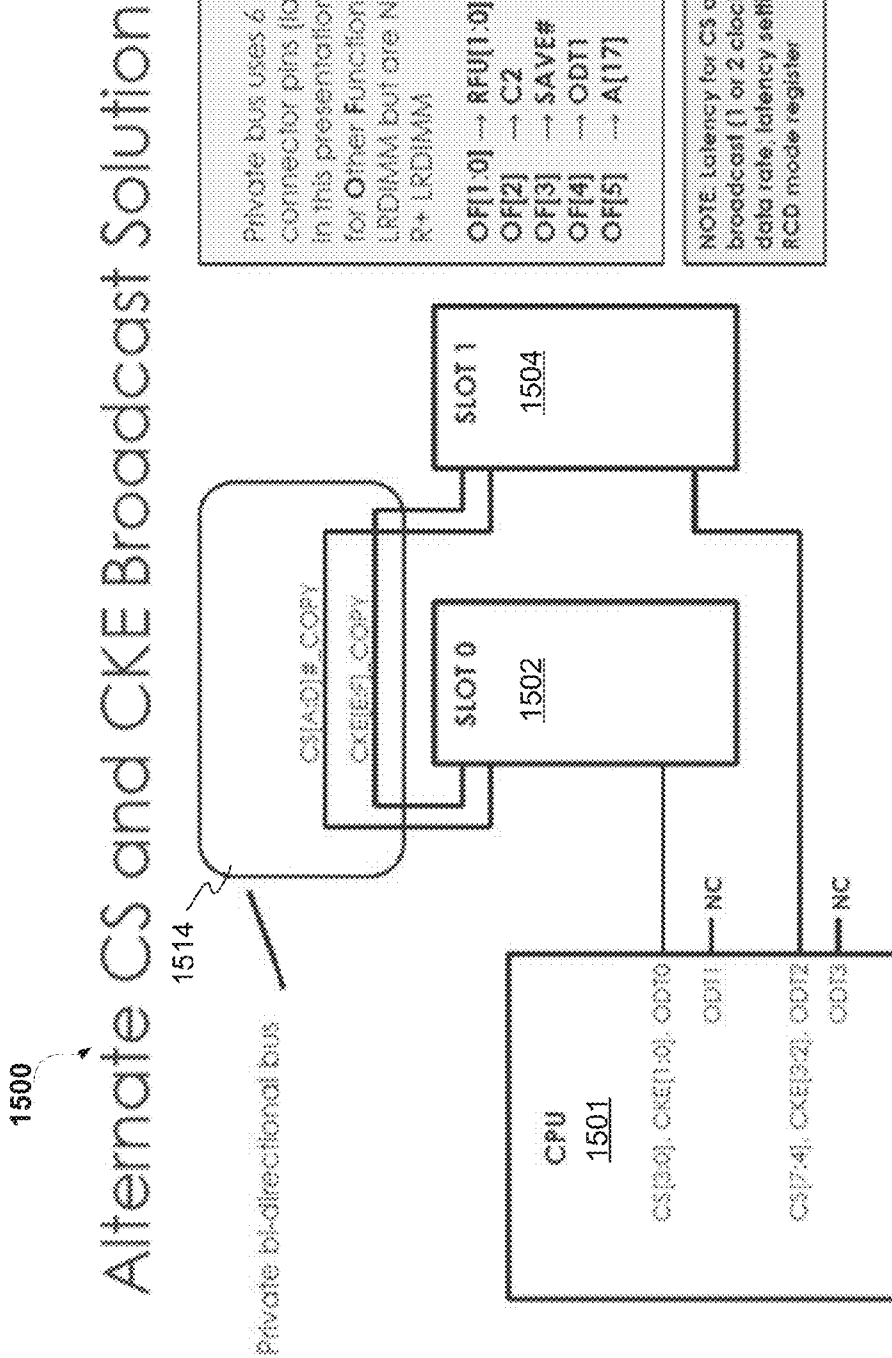 1500
Alternate CS and CKE Broadcast Solution
Private bi-directional bus
1514
CS[A:D]#_COPY
CKE[E:F]_COPY
CPU
1501
CS[3:0], CKE[1:0], ODT0
ODT1
NC
CS[7:4], CKE[3:2], ODT2
ODT3
NC
SLOT 0
1502
SLOT 1
1504
Private bus uses 6
connector pins
in this presentation
for Other Function
LRDIMM but are N
R+ LRDIMM
OF[1:0] → RFU[1:0]
OF[2] → C2
OF[3] → SAVE#
OF[4] → ODT1
OF[5] → A[17]
NOTE: Latency for CS
broadcast (1 or 2 cloc
data rate, latency sett
RCD mode register